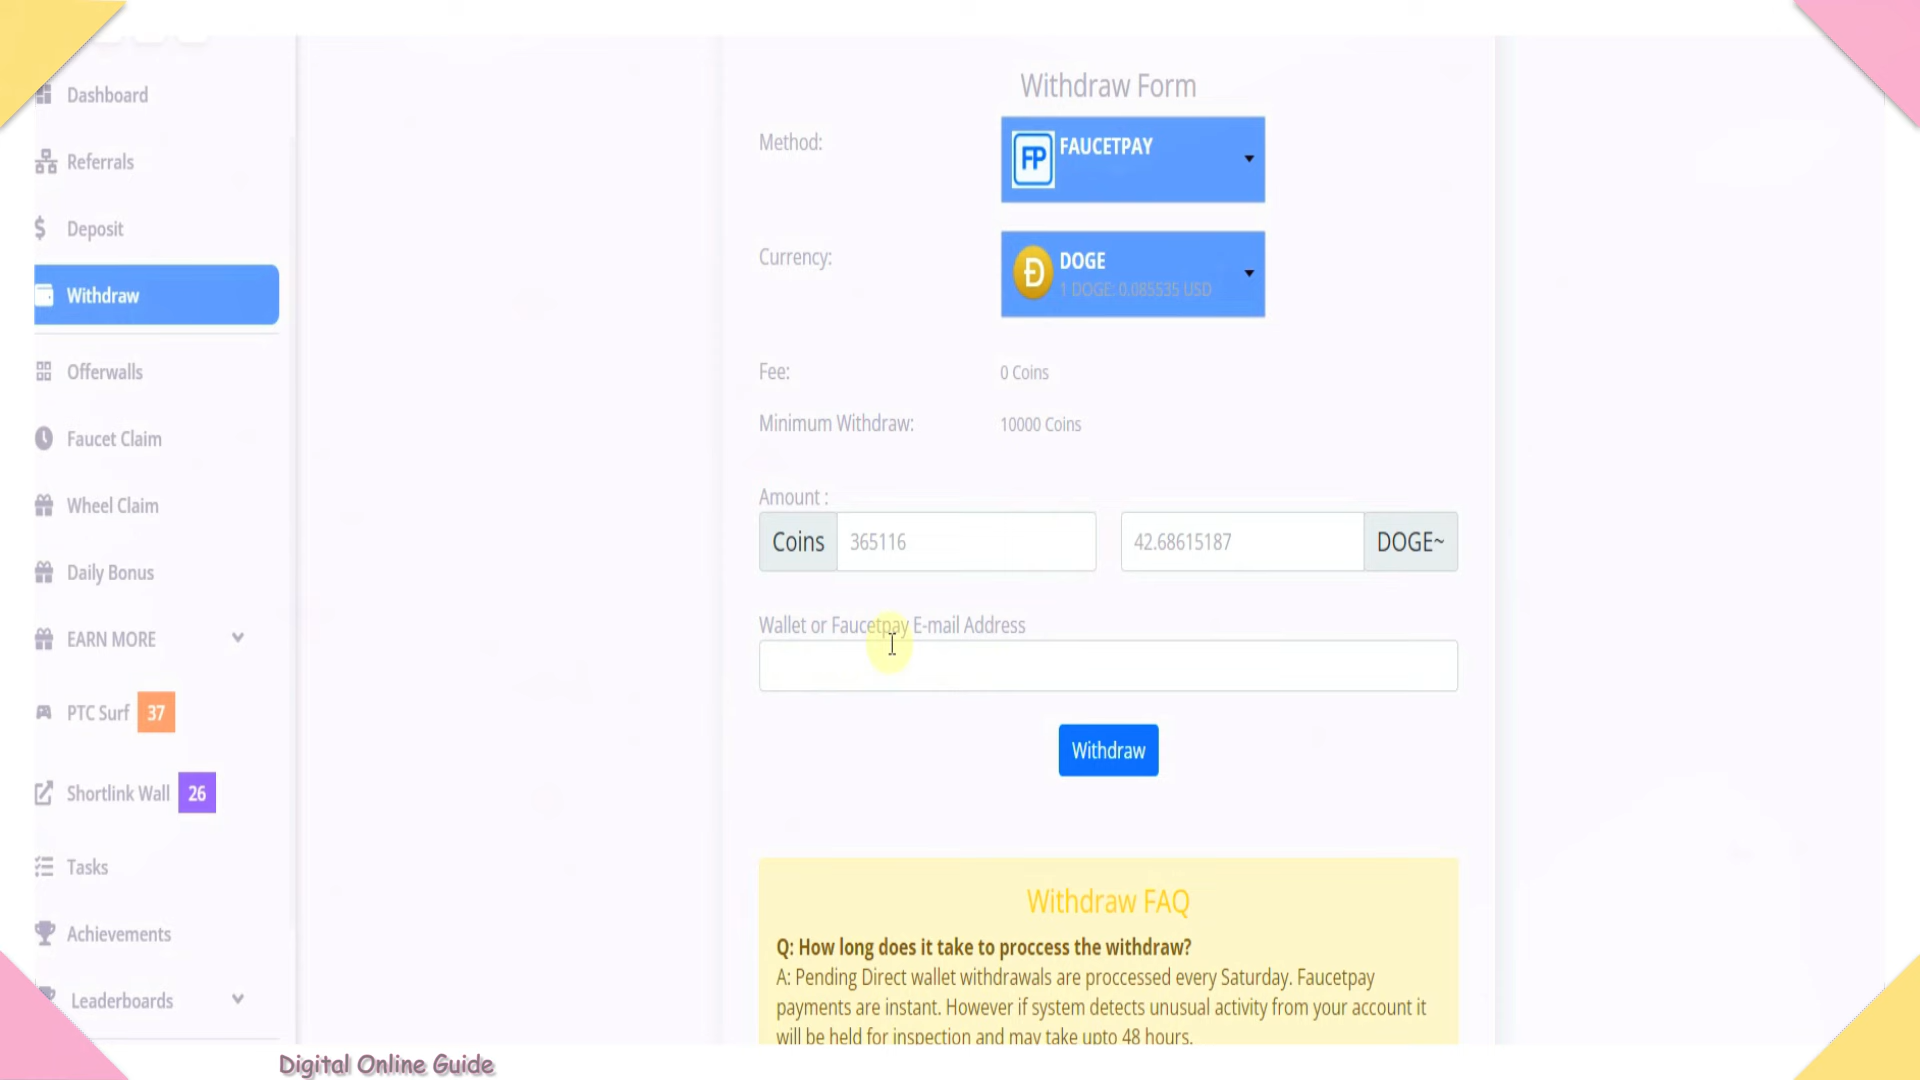 Dashboard
Referrals
Deposit
Withdraw
Offerwalls
Faucet Claim
Wheel Claim
Daily Bonus
EARN MORE
PTC Surf 37
Shortlink Wall 26
Tasks
Achievements
Leaderboards
Withdraw Form
Method:
FP FAUCETPAY
Currency:
DOGE
1 DOGE: 0.085535 USD
Fee: 0 Coins
Minimum Withdraw: 10000 Coins
Amount :
Coins 365116 42.68615187 DOGE~
Wallet or Faucetpay E-mail Address
Withdraw
Withdraw FAQ
Q: How long does it take to proccess the withdraw?
A: Pending Direct wallet withdrawals are proccessed every Saturday. Faucetpay
payments are instant. However if system detects unusual activity from your account it
will be held for inspection and may take upto 48 hours.
Digital Online Guide